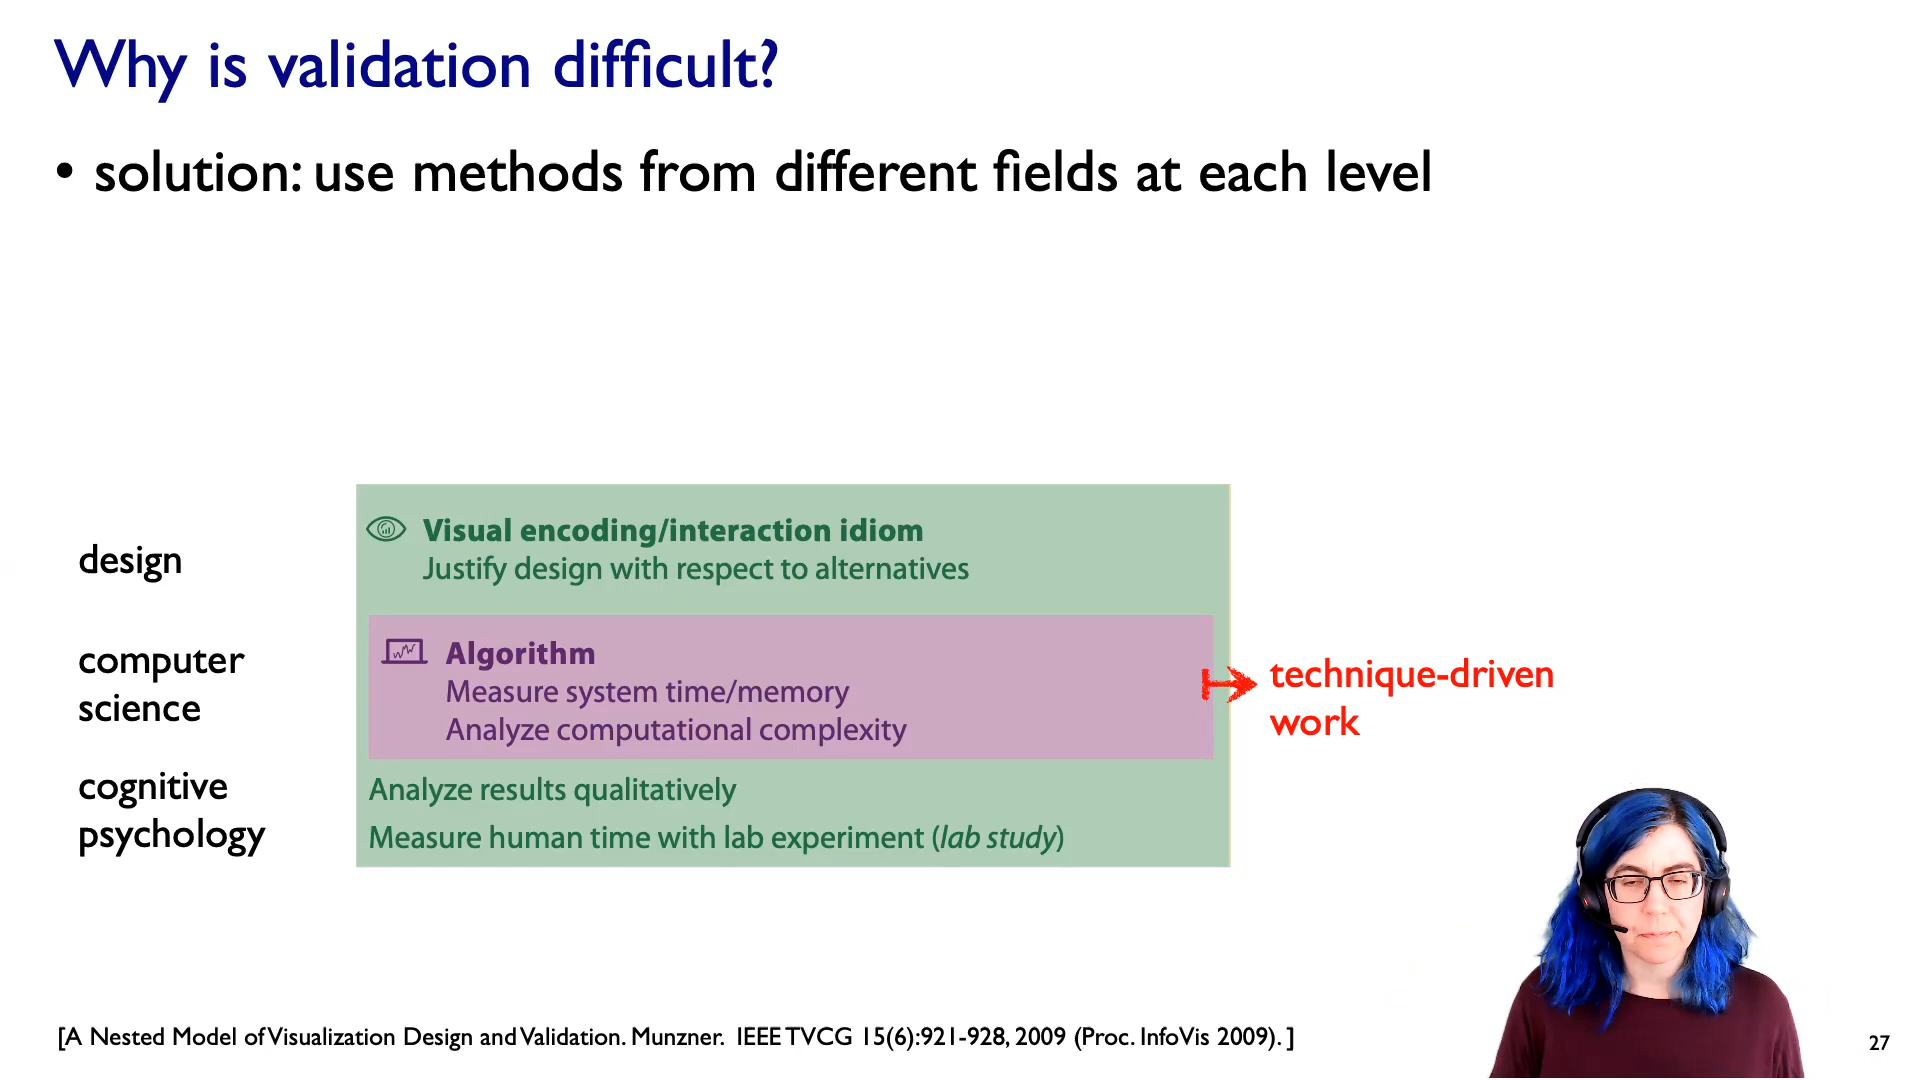 Why is validation difficult?
• solution: use methods from different fields at each level
design
Visual encoding/interaction idiom
Justify design with respect to alternatives
computer
science
Algorithm
Measure system time/memory
Analyze computational complexity
technique-driven
work
cognitive
psychology
Analyze results qualitatively
Measure human time with lab experiment (lab study)
[A Nested Model of Visualization Design and Validation. Munzner. IEEE TVCG 15(6):921-928, 2009 (Proc. InfoVis 2009). ]
27